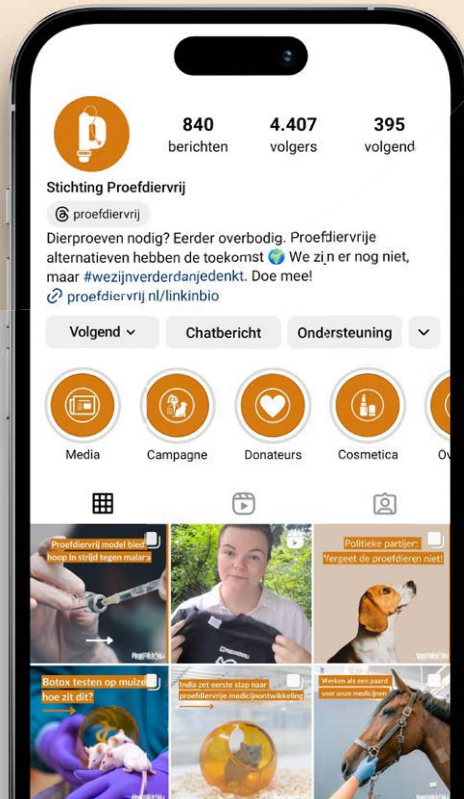 840 4.407 395
berichten volgers volgend
Stichting Proefdiervrij
proefdiervrij
Dierproeven nodig? Eerder overbodig. Proefdiervrije
alternatieven hebben de toekomst 🌍 We zijn er nog niet,
maar #wezijnverderdanjedenkt. Doe mee!
proefdiervrij.nl/linkinbio
Volgend Chatbericht Ondersteuning
Media Campagne Donateurs Cosmetica Ov
Proefdiervrij model bied
hoop in strijd tegen malaria
Politieke partijen
Vergeet de proefdieren niet!
Botox testen op muize
hoe zit dit?
India zet eerste stap naar
proefdiervrije medicijnontwikkeling
Werken als een paard
voor onze medicijnen